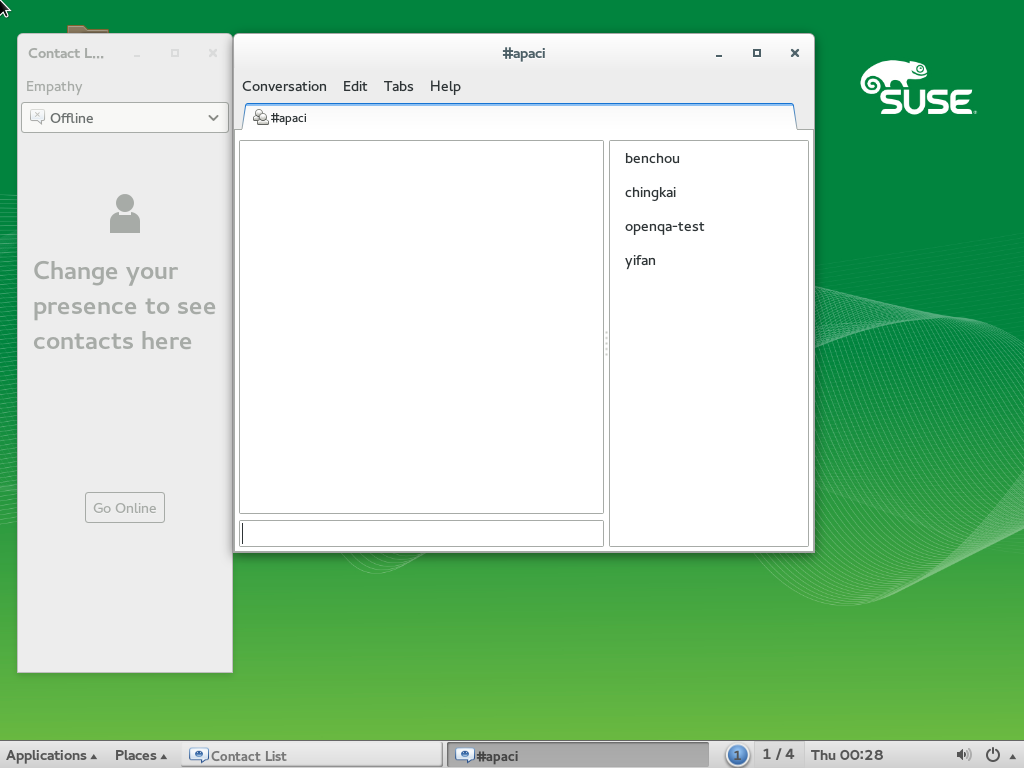 Contact L...
Empathy
Offline
Change your
presence to see
contacts here
Go Online
#apaci
Conversation Edit Tabs Help
#apaci
benchou
chingkai
openqa-test
yifan
SUSE
Applications Places Contact List #apaci 1 1 / 4 Thu 00:28